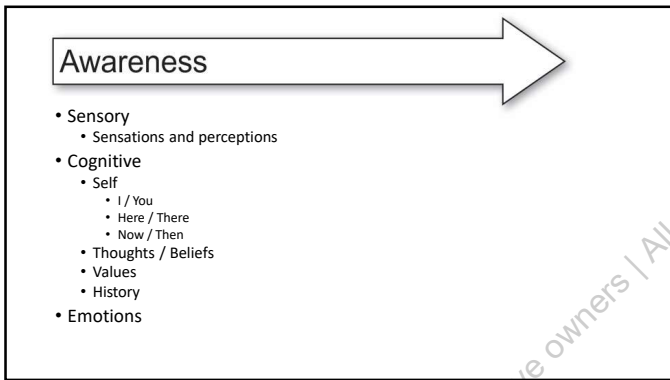 Awareness
• Sensory
• Sensations and perceptions
• Cognitive
• Self
• I / You
• Here / There
• Now / Then
• Thoughts / Beliefs
• Values
• History
• Emotions
owners |